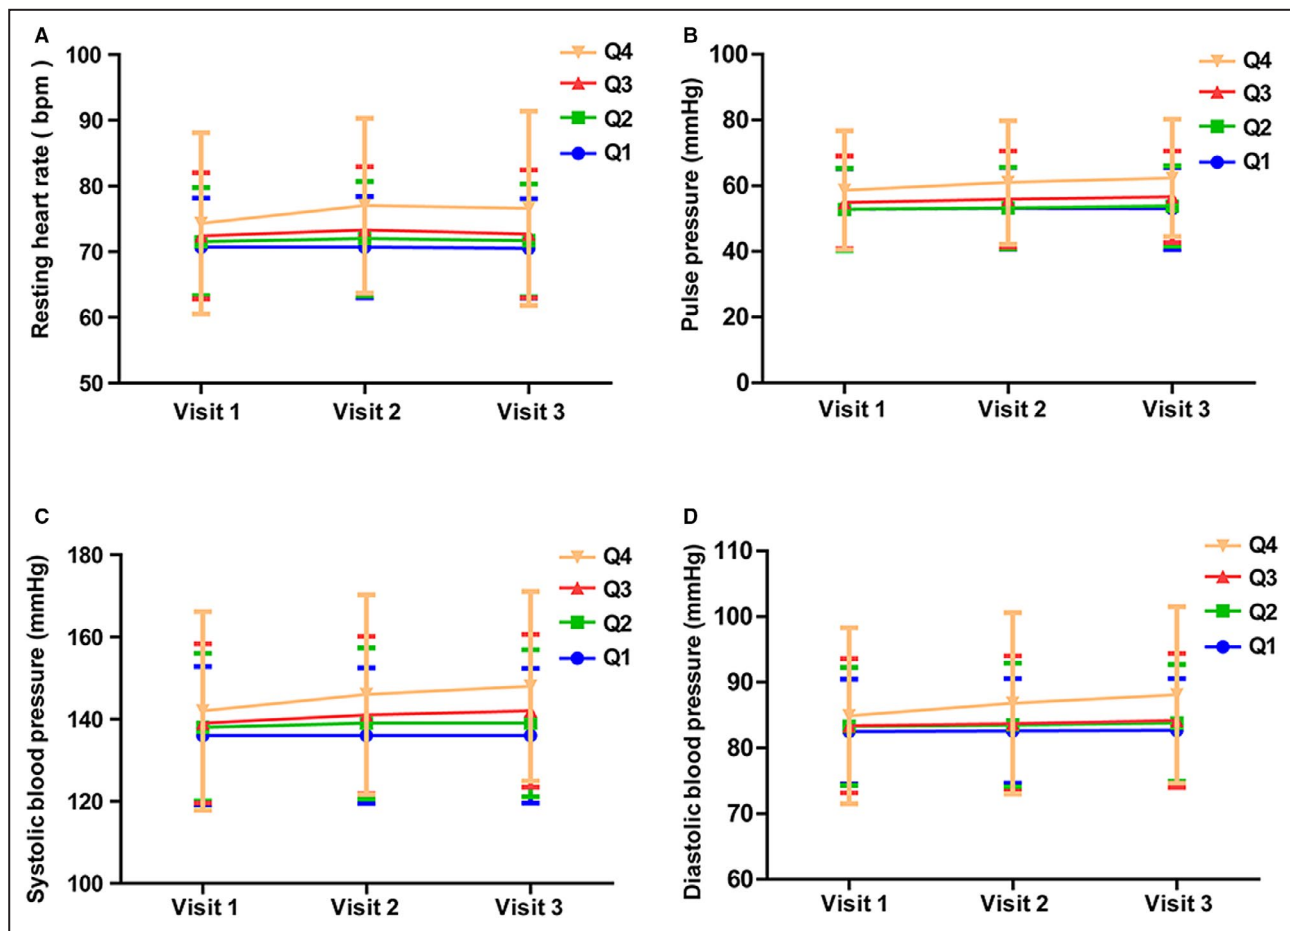 A
Resting heart rate ( bpm )
100
90
80
70
60
50
Visit 1 Visit 2 Visit 3
Q4
Q3
Q2
Q1
B
Pulse pressure (mmHg)
100
80
60
40
20
0
Visit 1 Visit 2 Visit 3
Q4
Q3
Q2
Q1
C
Systolic blood pressure (mmHg)
180
160
140
120
100
Visit 1 Visit 2 Visit 3
Q4
Q3
Q2
Q1
D
Diastolic blood pressure (mmHg)
110
100
90
80
70
60
Visit 1 Visit 2 Visit 3
Q4
Q3
Q2
Q1